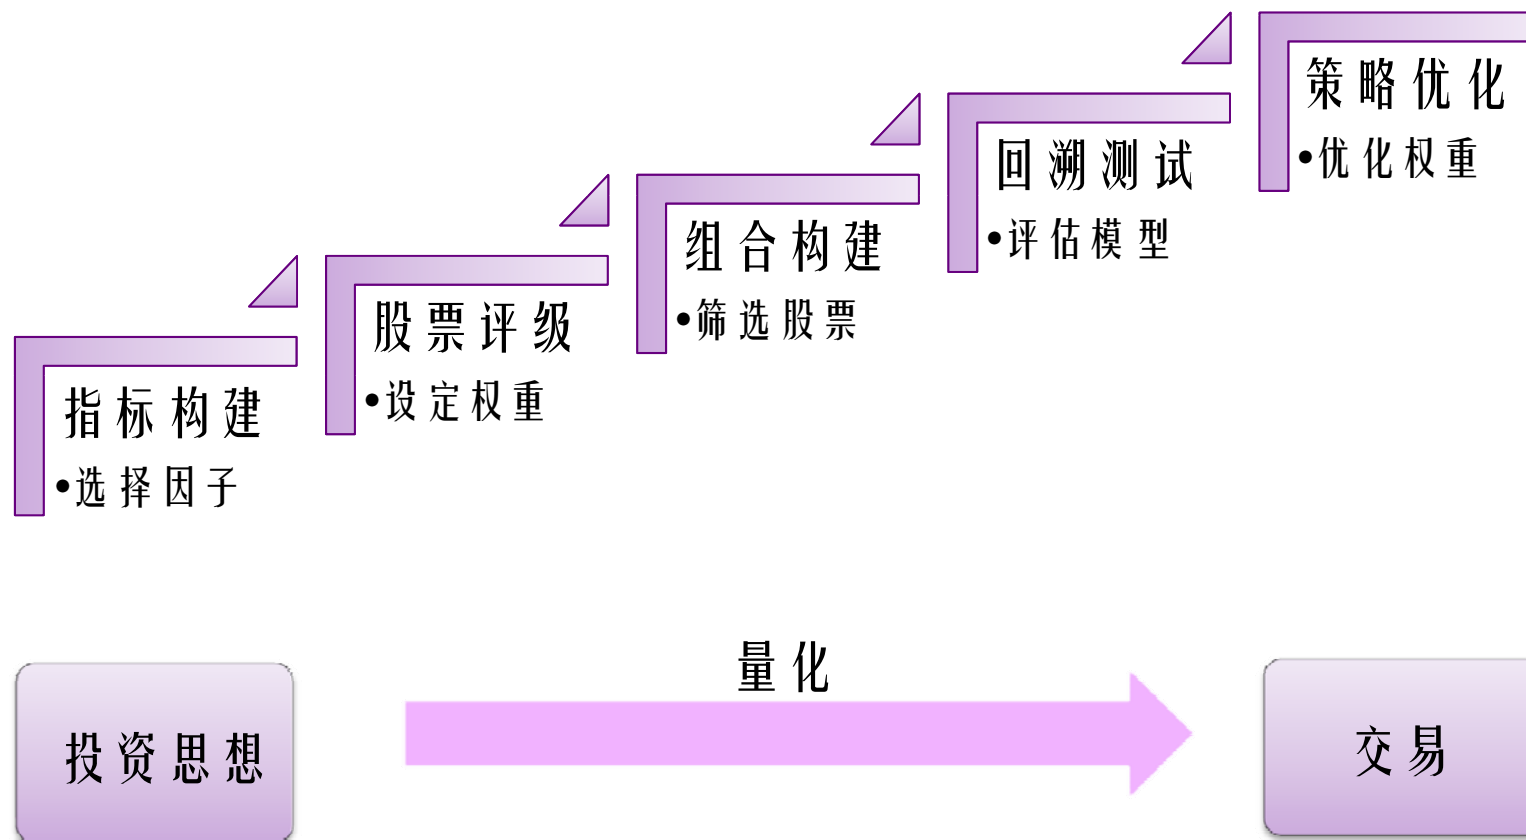 指标构建
•选择因子
股票评级
•设定权重
组合构建
•筛选股票
回溯测试
•评估模型
策略优化
•优化权重
量化
投资思想
交易